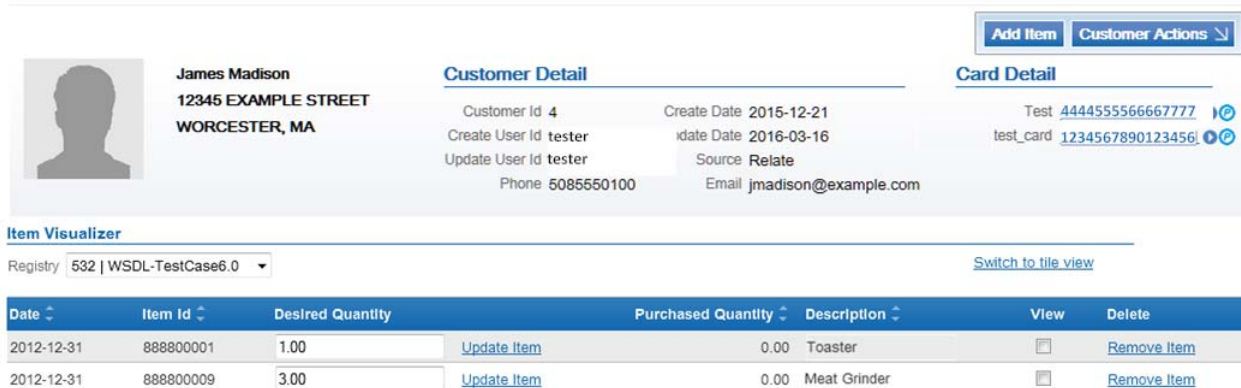 Add Item Customer Actions
James Madison
12345 EXAMPLE STREET
WORCESTER, MA
Customer Detail
Customer Id 4 Create Date 2015-12-21
Create User Id tester pdate Date 2016-03-16
Update User Id tester Source Relate
Phone 5085550100 Email jmadison@example.com
Card Detail
Test 4444555566667777 P
test_card 1234567890123456 P
Item Visualizer
Registry 532 | WSDL-TestCase6.0
Switch to tile view
Date Item Id Desired Quantity Purchased Quantity Description View Delete
2012-12-31 888800001 1.00 Update Item 0.00 Toaster Remove Item
2012-12-31 888800009 3.00 Update Item 0.00 Meat Grinder Remove Item